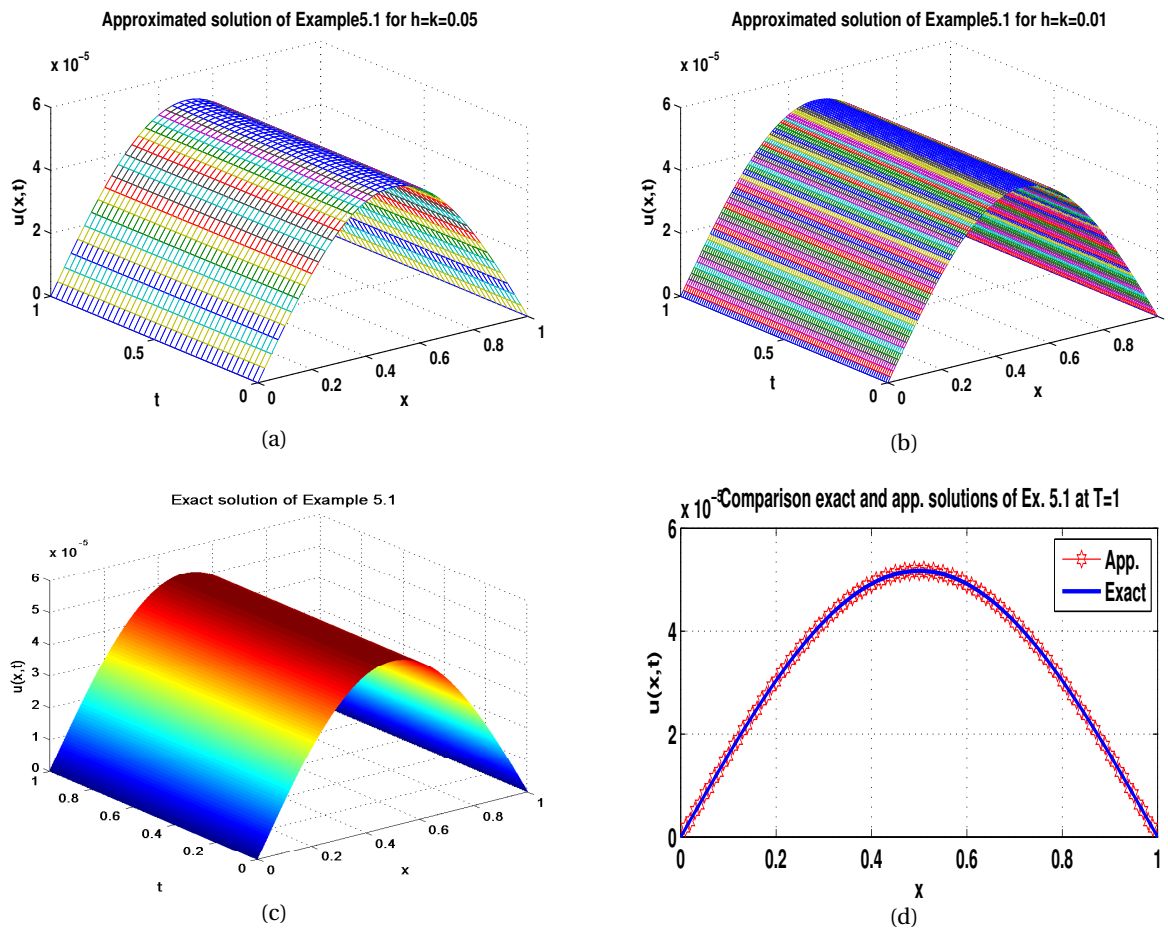 Approximated solution of Example5.1 for h=k=0.05
x 10⁻⁵
6
4
2
0
u(x,t)
1
0.5
0
t
0
0.2
0.4
0.6
0.8
1
x
(a)
Approximated solution of Example5.1 for h=k=0.01
x 10⁻⁵
6
4
2
0
u(x,t)
1
0.5
0
t
0
0.2
0.4
0.6
0.8
1
x
(b)
Exact solution of Example 5.1
x 10⁻⁵
6
5
4
3
2
1
0
u(x,t)
1
0.8
0.6
0.4
0.2
0
t
0
0.2
0.4
0.6
0.8
1
x
(c)
x 10⁻⁵
Comparison exact and app. solutions of Ex. 5.1 at T=1
6
4
2
0
u(x,t)
App.
Exact
0
0.2
0.4
0.6
0.8
1
x
(d)